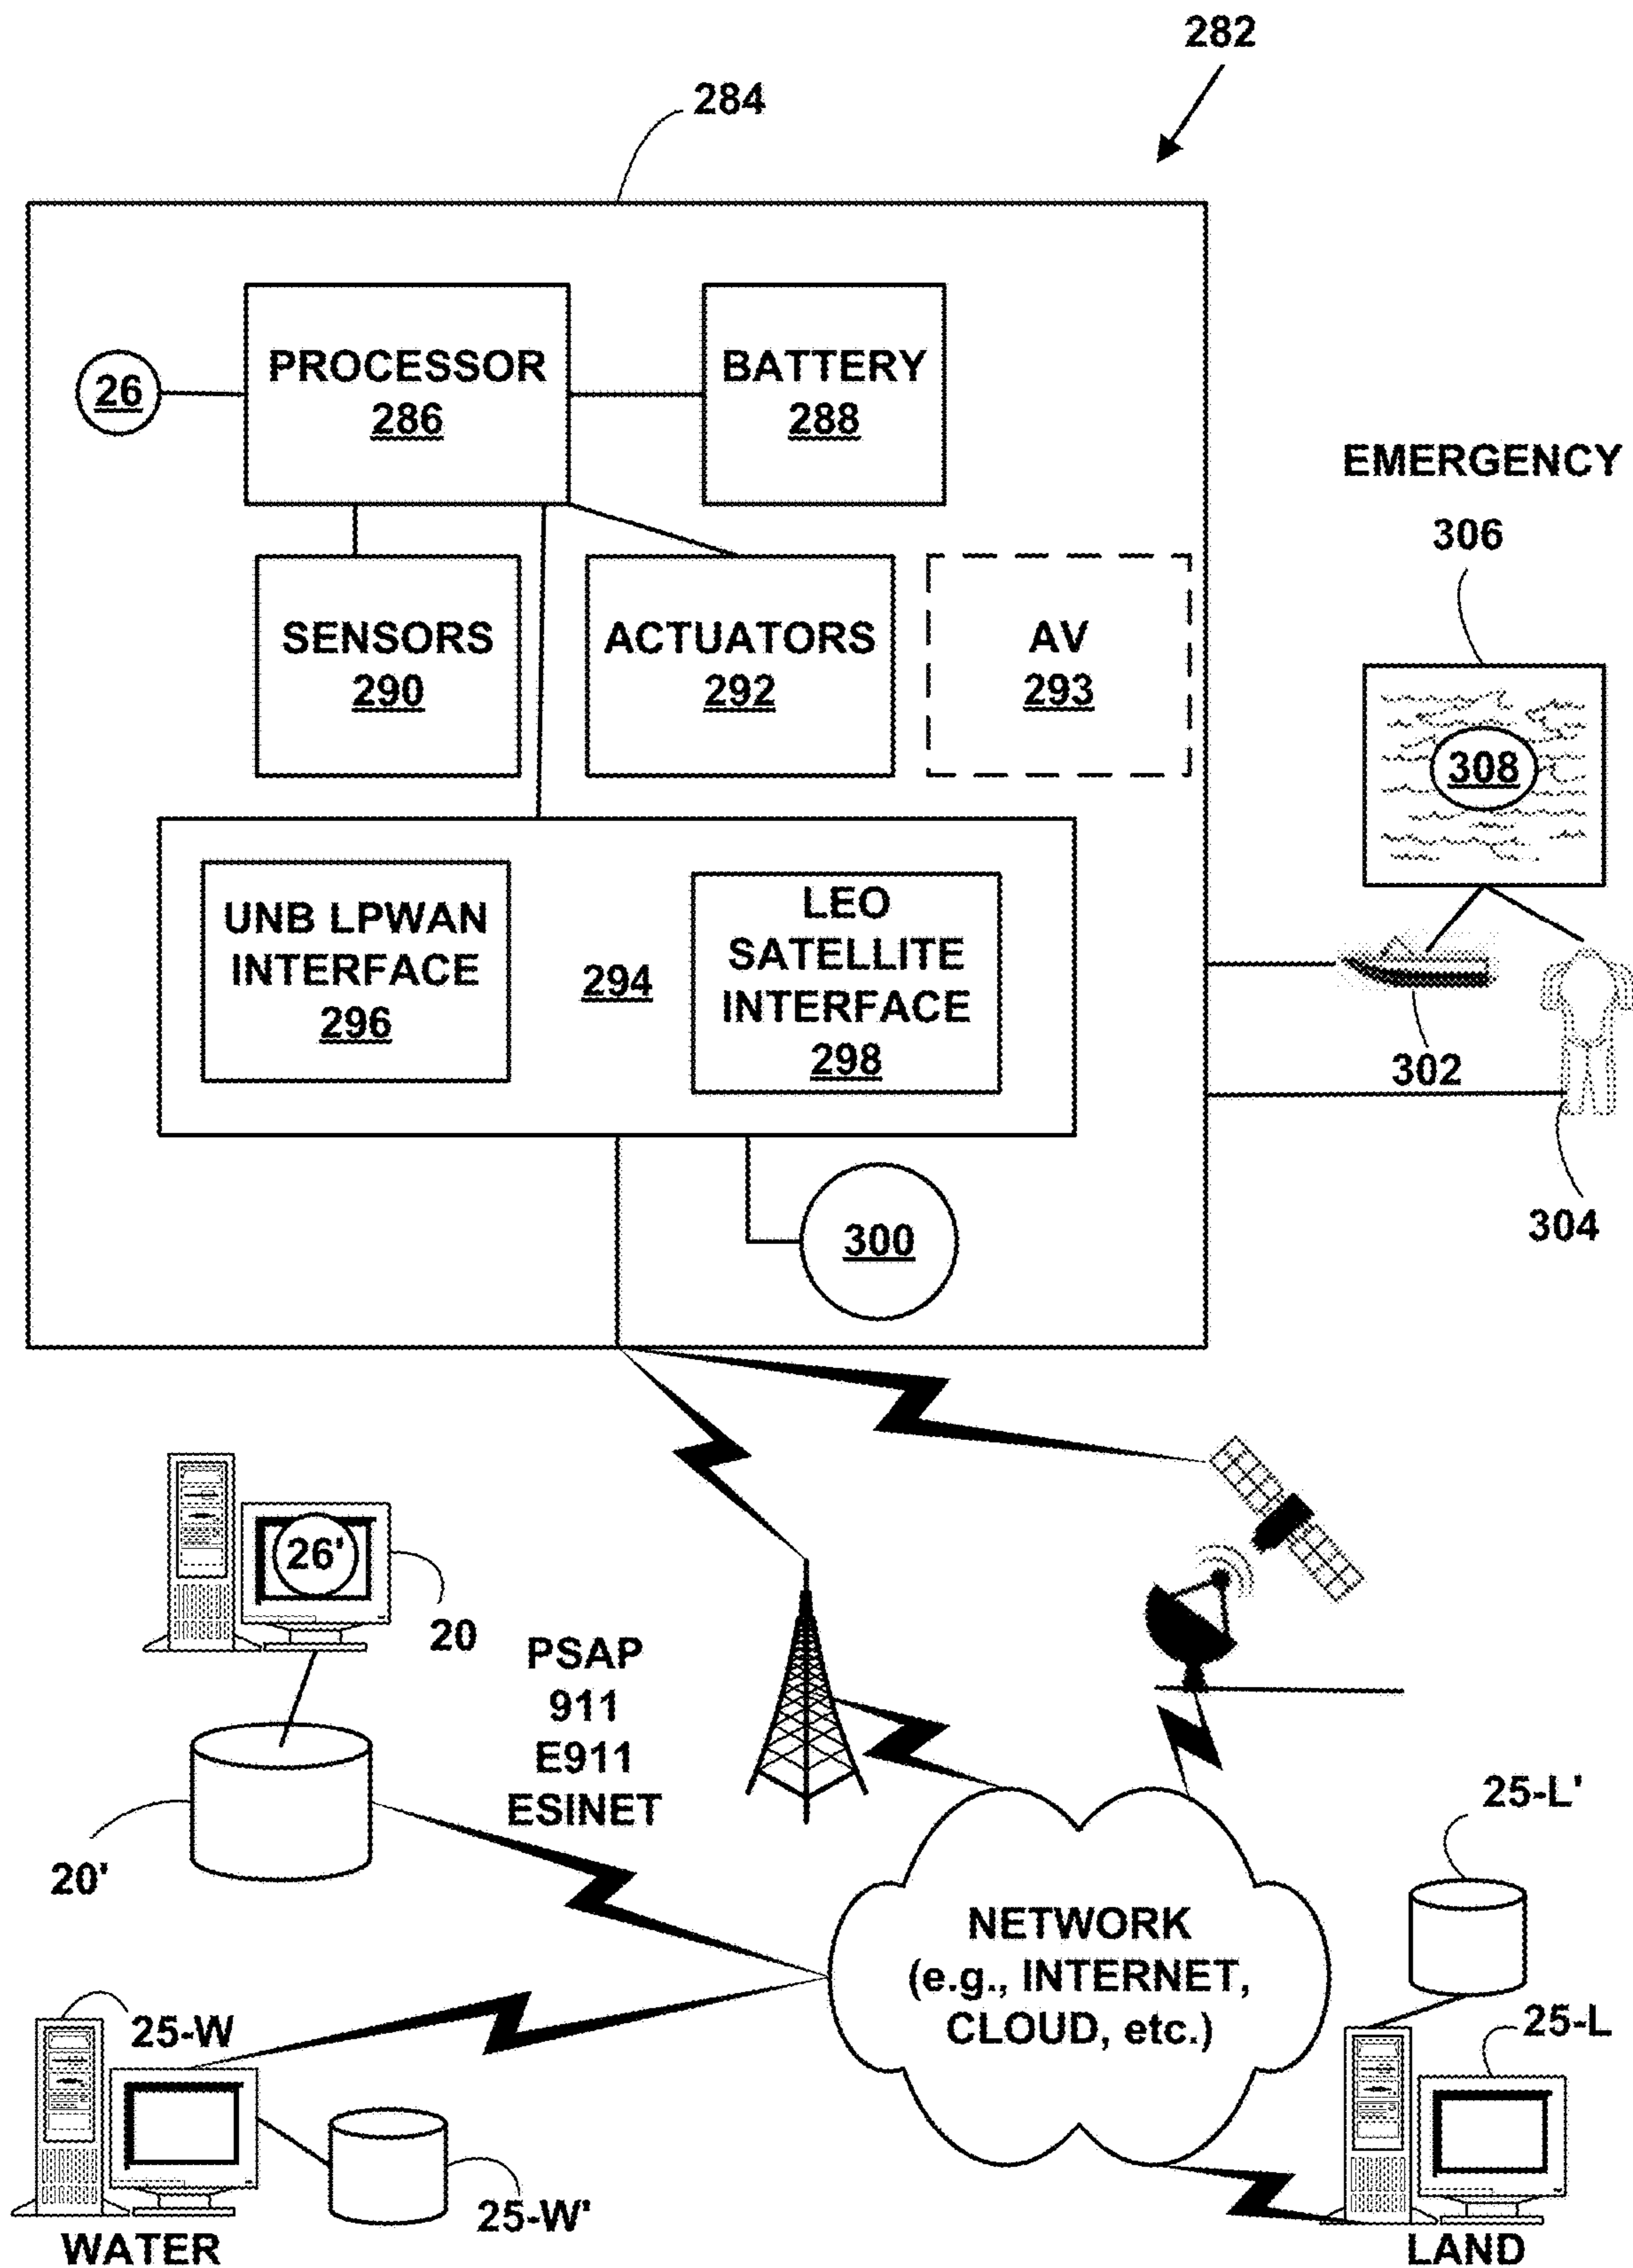 282
284
PROCESSOR
286
BATTERY
288
26
EMERGENCY
306
SENSORS
290
ACTUATORS
292
AV
293
308
UNB LPWAN
INTERFACE
296
294
LEO
SATELLITE
INTERFACE
298
302
304
300
26'
20
PSAP
911
E911
ESINET
20'
25-L'
NETWORK
(e.g., INTERNET,
CLOUD, etc.)
25-W
25-L
25-W'
WATER
LAND